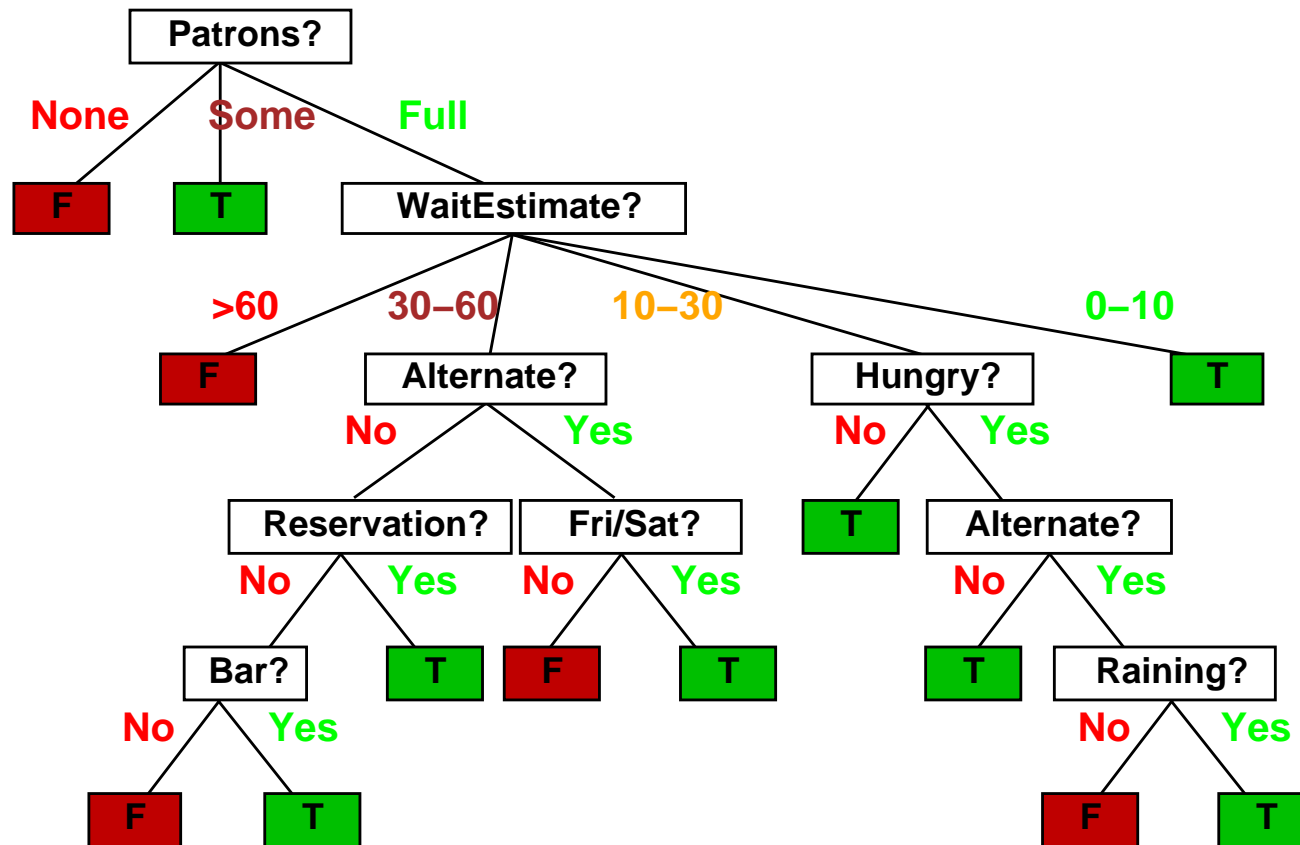 Patrons?
None Some Full
F T WaitEstimate?
>60 30–60 10–30 0–10
F Alternate? Hungry? T
No Yes No Yes
Reservation? Fri/Sat? T Alternate?
No Yes No Yes No Yes
Bar? T F T T Raining?
No Yes No Yes
F T F T